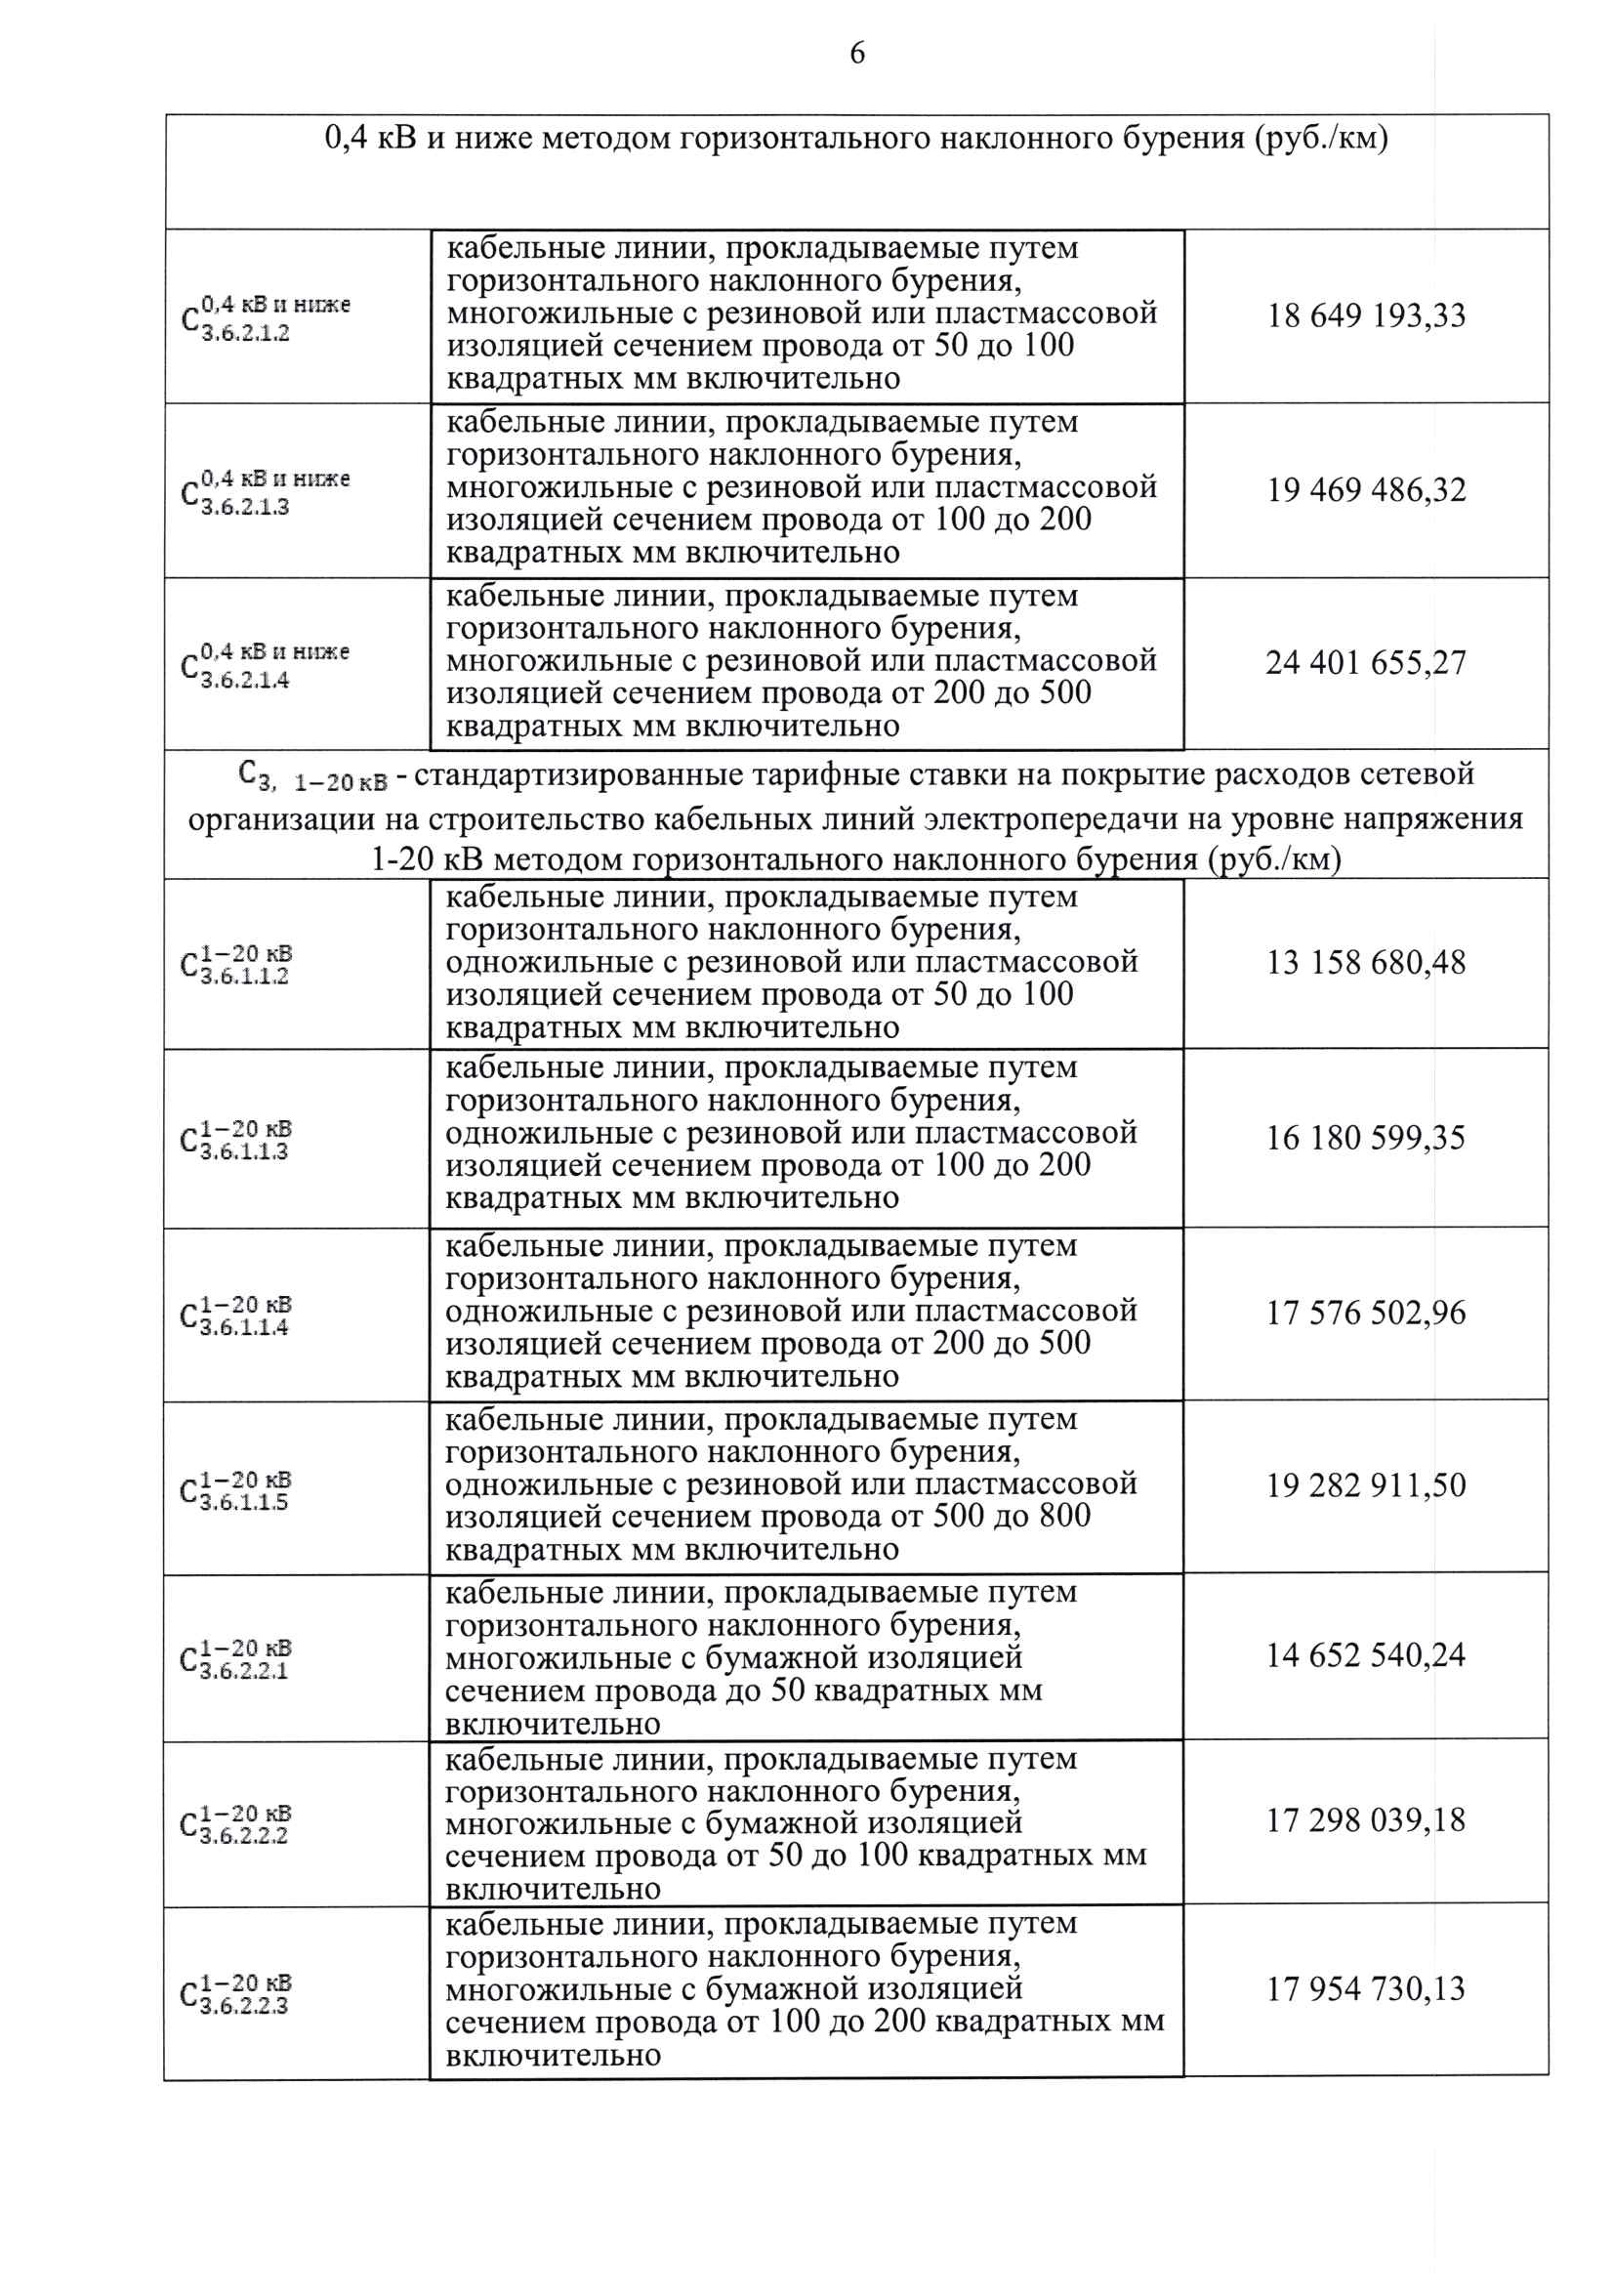 6
0,4 кВ и ниже методом горизонтального наклонного бурения (руб./км)
С 0,4 кВ и ниже 3.6.2.1.2
кабельные линии, прокладываемые путем
горизонтального наклонного бурения,
многожильные с резиновой или пластмассовой
изоляцией сечением провода от 50 до 100
квадратных мм включительно
18 649 193,33
С 0,4 кВ и ниже 3.6.2.1.3
кабельные линии, прокладываемые путем
горизонтального наклонного бурения,
многожильные с резиновой или пластмассовой
изоляцией сечением провода от 100 до 200
квадратных мм включительно
19 469 486,32
С 0,4 кВ и ниже 3.6.2.1.4
кабельные линии, прокладываемые путем
горизонтального наклонного бурения,
многожильные с резиновой или пластмассовой
изоляцией сечением провода от 200 до 500
квадратных мм включительно
24 401 655,27
С3, 1–20 кВ - стандартизированные тарифные ставки на покрытие расходов сетевой
организации на строительство кабельных линий электропередачи на уровне напряжения
1-20 кВ методом горизонтального наклонного бурения (руб./км)
С 1–20 кВ 3.6.1.1.2
кабельные линии, прокладываемые путем
горизонтального наклонного бурения,
одножильные с резиновой или пластмассовой
изоляцией сечением провода от 50 до 100
квадратных мм включительно
13 158 680,48
С 1–20 кВ 3.6.1.1.3
кабельные линии, прокладываемые путем
горизонтального наклонного бурения,
одножильные с резиновой или пластмассовой
изоляцией сечением провода от 100 до 200
квадратных мм включительно
16 180 599,35
С 1–20 кВ 3.6.1.1.4
кабельные линии, прокладываемые путем
горизонтального наклонного бурения,
одножильные с резиновой или пластмассовой
изоляцией сечением провода от 200 до 500
квадратных мм включительно
17 576 502,96
С 1–20 кВ 3.6.1.1.5
кабельные линии, прокладываемые путем
горизонтального наклонного бурения,
одножильные с резиновой или пластмассовой
изоляцией сечением провода от 500 до 800
квадратных мм включительно
19 282 911,50
С 1–20 кВ 3.6.2.2.1
кабельные линии, прокладываемые путем
горизонтального наклонного бурения,
многожильные с бумажной изоляцией
сечением провода до 50 квадратных мм
включительно
14 652 540,24
С 1–20 кВ 3.6.2.2.2
кабельные линии, прокладываемые путем
горизонтального наклонного бурения,
многожильные с бумажной изоляцией
сечением провода от 50 до 100 квадратных мм
включительно
17 298 039,18
С 1–20 кВ 3.6.2.2.3
кабельные линии, прокладываемые путем
горизонтального наклонного бурения,
многожильные с бумажной изоляцией
сечением провода от 100 до 200 квадратных мм
включительно
17 954 730,13